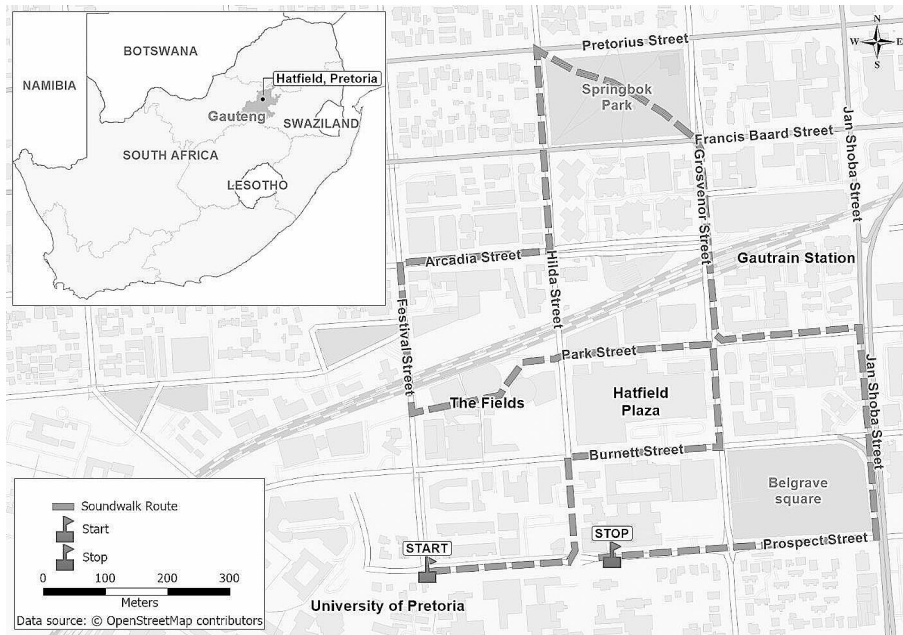 BOTSWANA
NAMIBIA
Hatfield, Pretoria
Gauteng
SWAZILAND
SOUTH AFRICA
LESOTHO
N
W E
S
Pretorius Street
Springbok
Park
Francis Baard Street
Jan Shoba Street
Grosvenor Street
Hilda Street
Arcadia Street
Gautrain Station
Festival Street
Park Street
The Fields
Hatfield
Plaza
Jan Shoba Street
Burnett Street
Belgrave
square
Prospect Street
START
STOP
University of Pretoria
Soundwalk Route
Start
Stop
0 100 200 300
Meters
Data source: © OpenStreetMap contributors